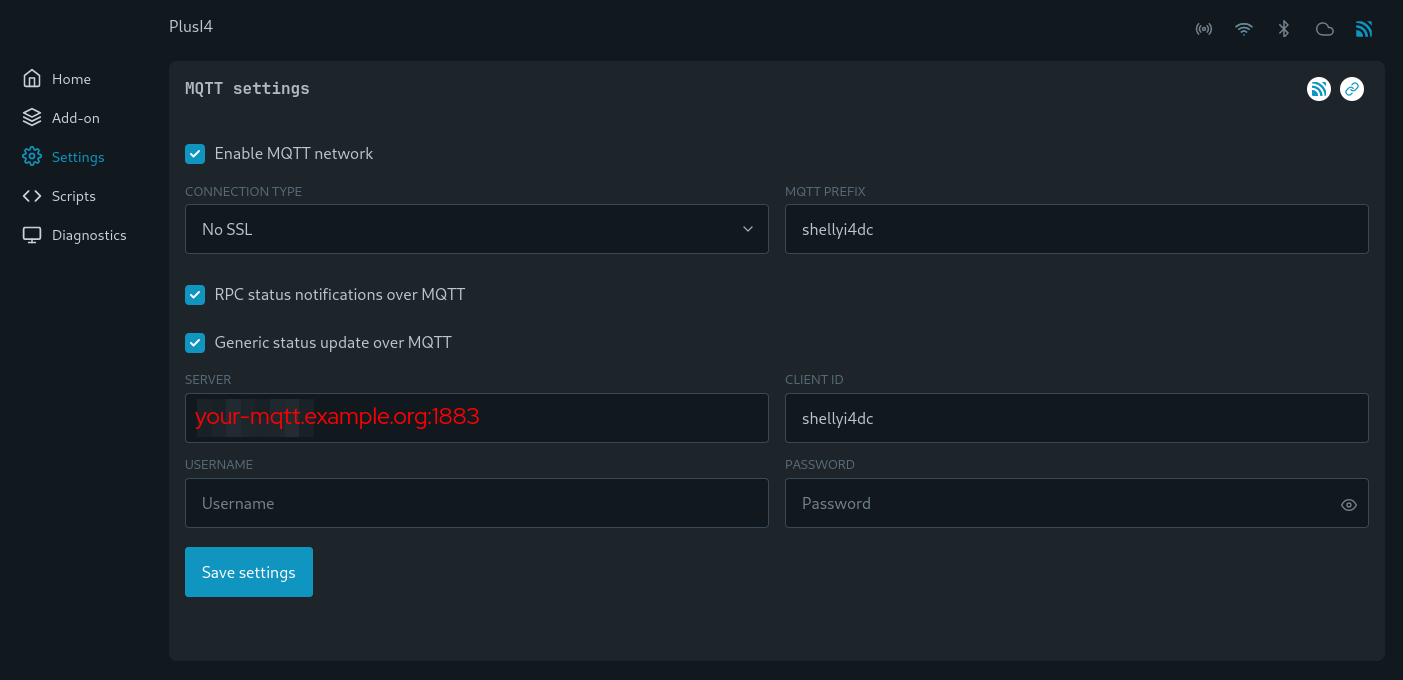 PlusI4
Home
Add-on
Settings
Scripts
Diagnostics
MQTT settings
Enable MQTT network
CONNECTION TYPE
MQTT PREFIX
No SSL
shellyi4dc
RPC status notifications over MQTT
Generic status update over MQTT
SERVER
CLIENT ID
your-mqtt.example.org:1883
shellyi4dc
USERNAME
PASSWORD
Username
Password
Save settings